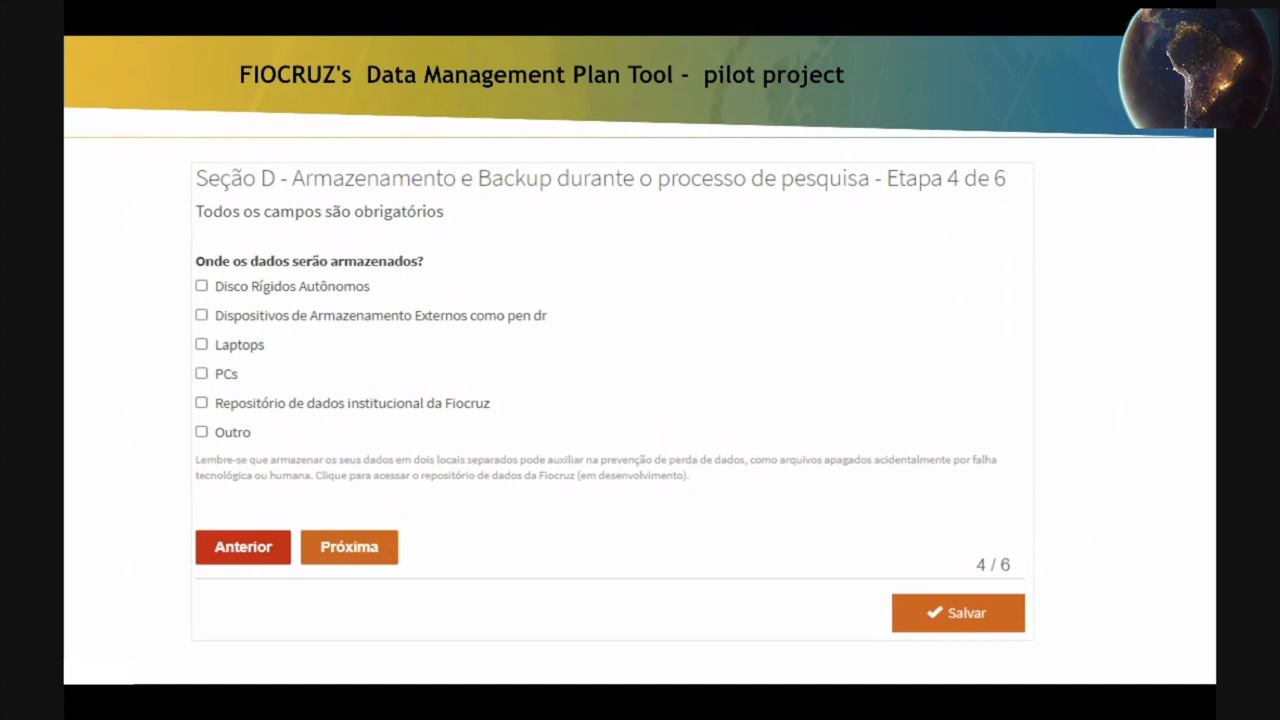 FIOCRUZ's Data Management Plan Tool - pilot project
Seção D - Armazenamento e Backup durante o processo de pesquisa - Etapa 4 de 6
Todos os campos são obrigatórios
Onde os dados serão armazenados?
Disco Rígidos Autônomos
Dispositivos de Armazenamento Externos como pen dr
Laptops
PCs
Repositório de dados institucional da Fiocruz
Outro
Lembre-se que armazenar os seus dados em dois locais separados pode auxiliar na prevenção de perda de dados, como arquivos apagados acidentalmente por falha
tecnológica ou humana. Clique para acessar o repositório de dados da Fiocruz (em desenvolvimento).
Anterior Próxima
4 / 6
Salvar